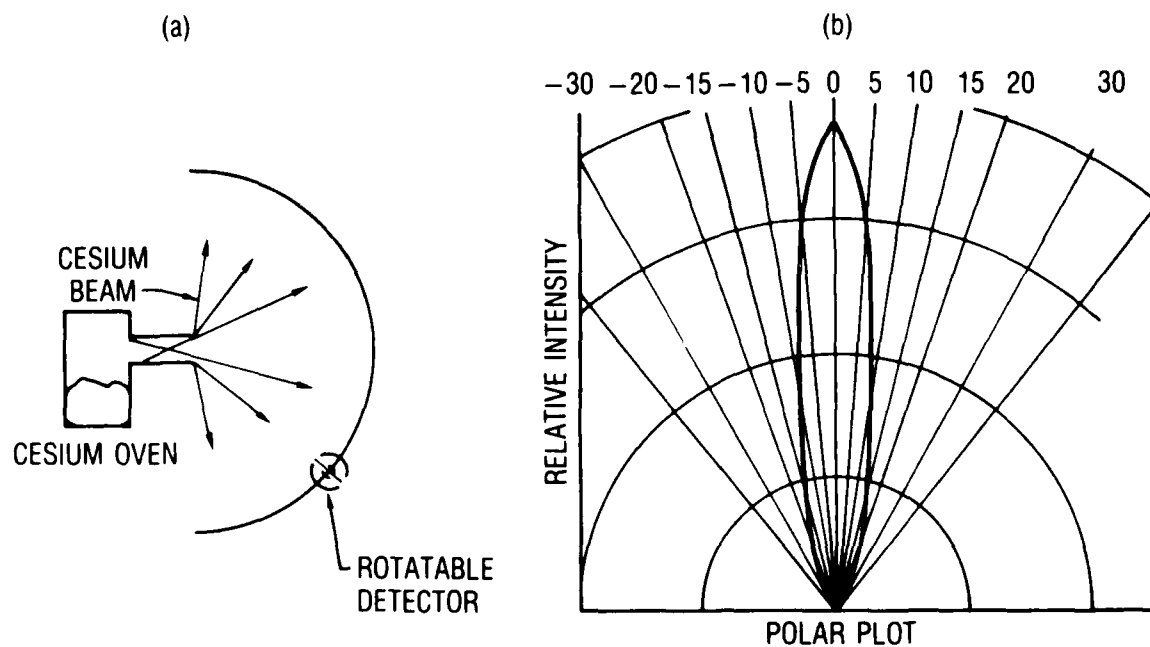 (a)
CESIUM
BEAM
CESIUM OVEN
ROTATABLE
DETECTOR
(b)
−30 −20 −15 −10 −5 0 5 10 15 20 30
RELATIVE INTENSITY
POLAR PLOT